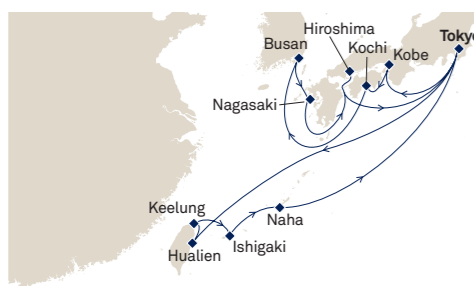 Hiroshima
Busan
Kochi
Kobe
Tokyo
Nagasaki
Keelung
Naha
Hualien
Ishigaki